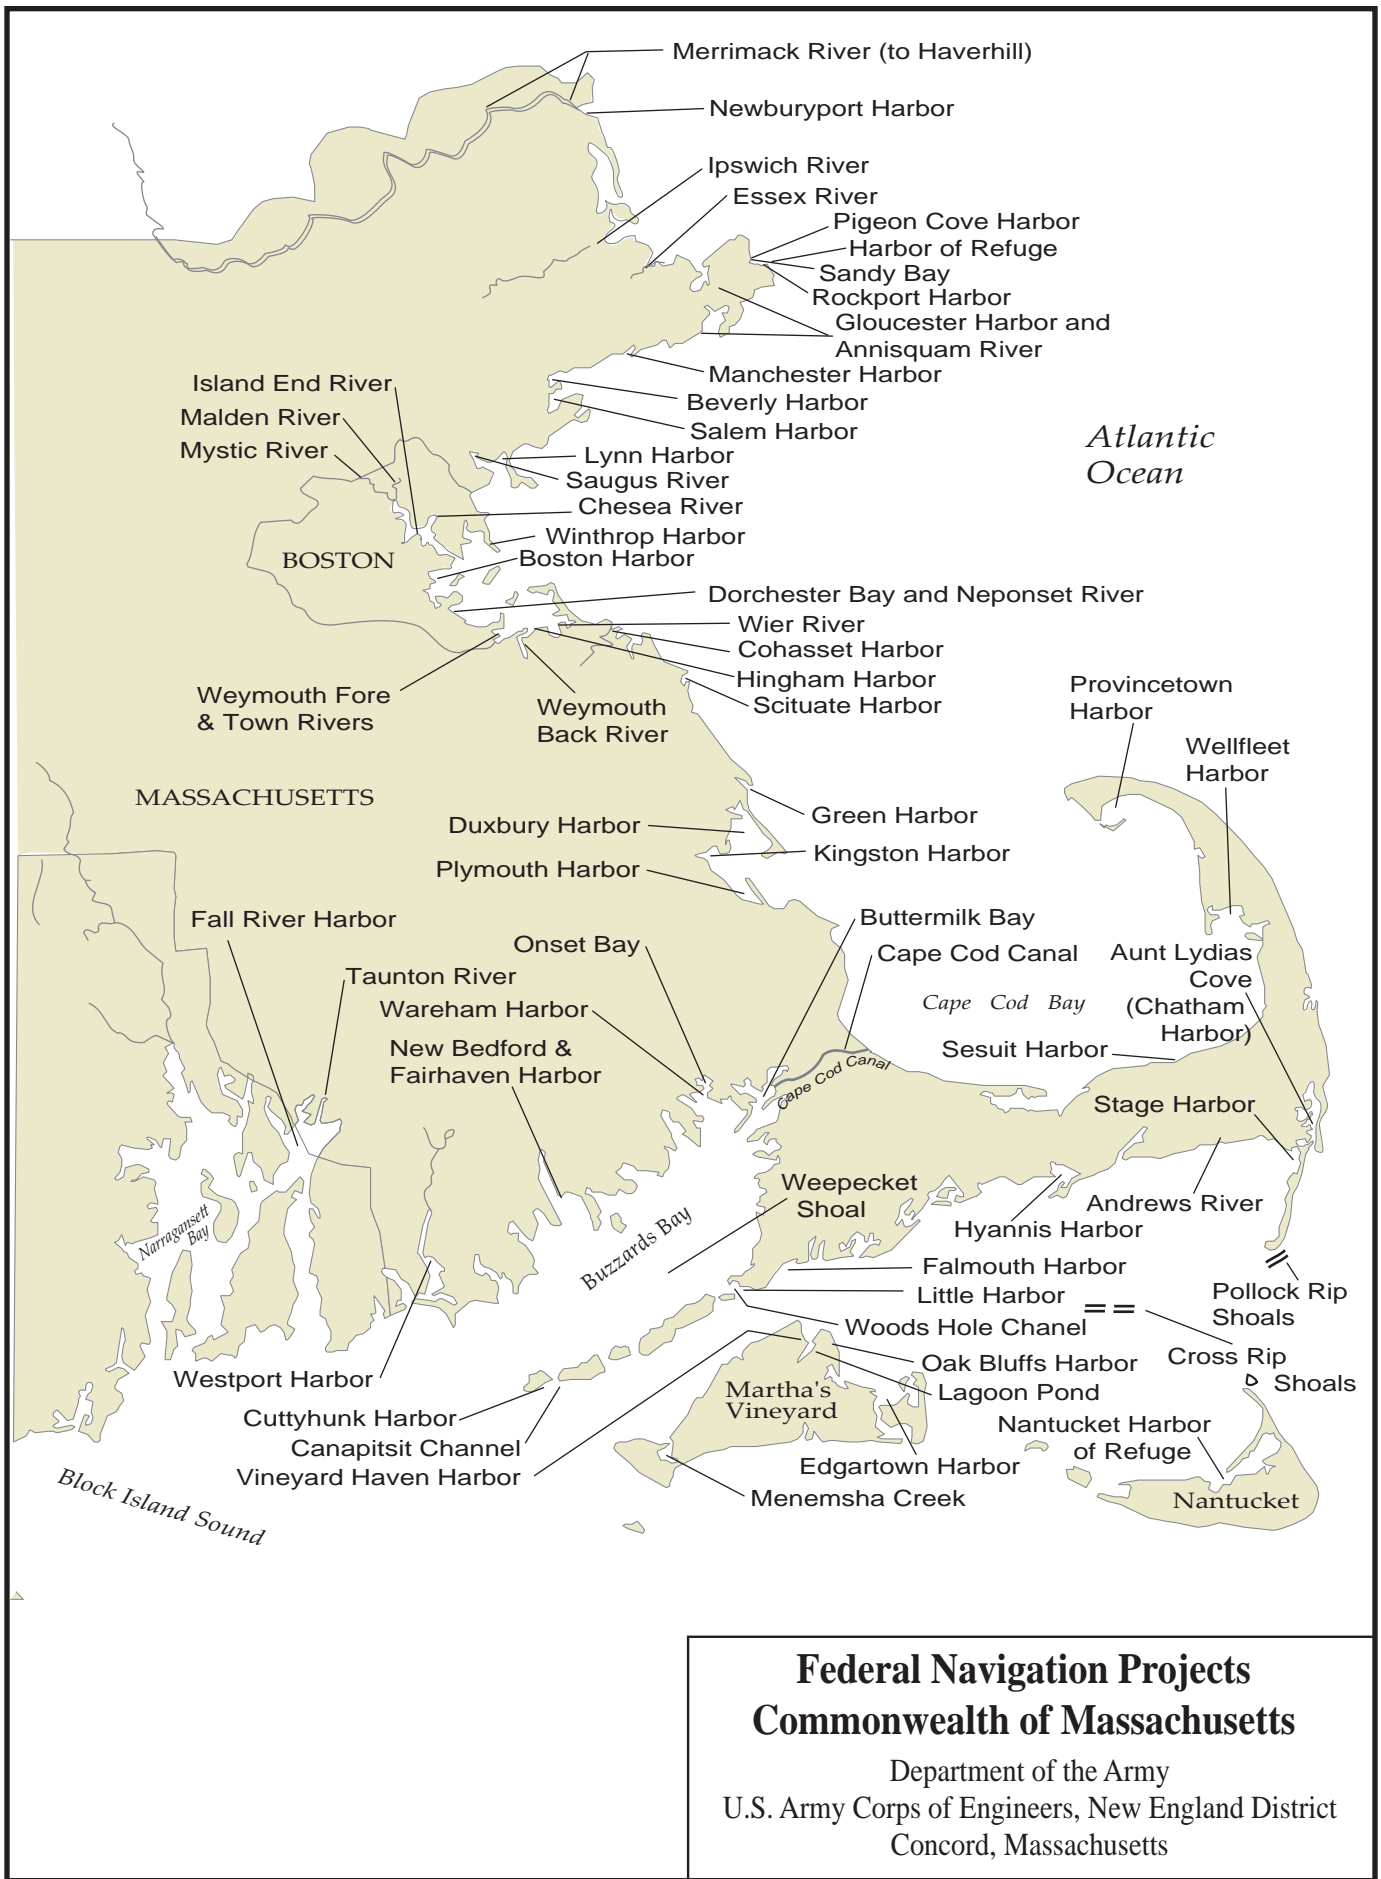 Merrimack River (to Haverhill)
Newburyport Harbor
Ipswich River
Essex River
Pigeon Cove Harbor
Harbor of Refuge
Sandy Bay
Rockport Harbor
Gloucester Harbor and
Annisquam River
Manchester Harbor
Island End River
Beverly Harbor
Malden River
Salem Harbor
Mystic River
Atlantic
Ocean
Lynn Harbor
Saugus River
Chesea River
Winthrop Harbor
BOSTON
Boston Harbor
Dorchester Bay and Neponset River
Wier River
Cohasset Harbor
Hingham Harbor
Scituate Harbor
Weymouth Fore
& Town Rivers
Weymouth
Back River
Provincetown
Harbor
Wellfleet
Harbor
MASSACHUSETTS
Green Harbor
Duxbury Harbor
Kingston Harbor
Plymouth Harbor
Fall River Harbor
Buttermilk Bay
Onset Bay
Cape Cod Canal
Aunt Lydias
Cove
(Chatham
Harbor)
Taunton River
Wareham Harbor
Cape Cod Bay
New Bedford &
Fairhaven Harbor
Sesuit Harbor
Cape Cod Canal
Stage Harbor
Weepecket
Shoal
Andrews River
Hyannis Harbor
Narragansett
Bay
Buzzards Bay
Falmouth Harbor
Little Harbor
Pollock Rip
Shoals
Woods Hole Chanel
Cross Rip
Shoals
Oak Bluffs Harbor
Lagoon Pond
Westport Harbor
Martha's
Vineyard
Cuttyhunk Harbor
Canapitsit Channel
Vineyard Haven Harbor
Nantucket Harbor
of Refuge
Edgartown Harbor
Menemsha Creek
Nantucket
Block Island Sound
Federal Navigation Projects
Commonwealth of Massachusetts
Department of the Army
U.S. Army Corps of Engineers, New England District
Concord, Massachusetts